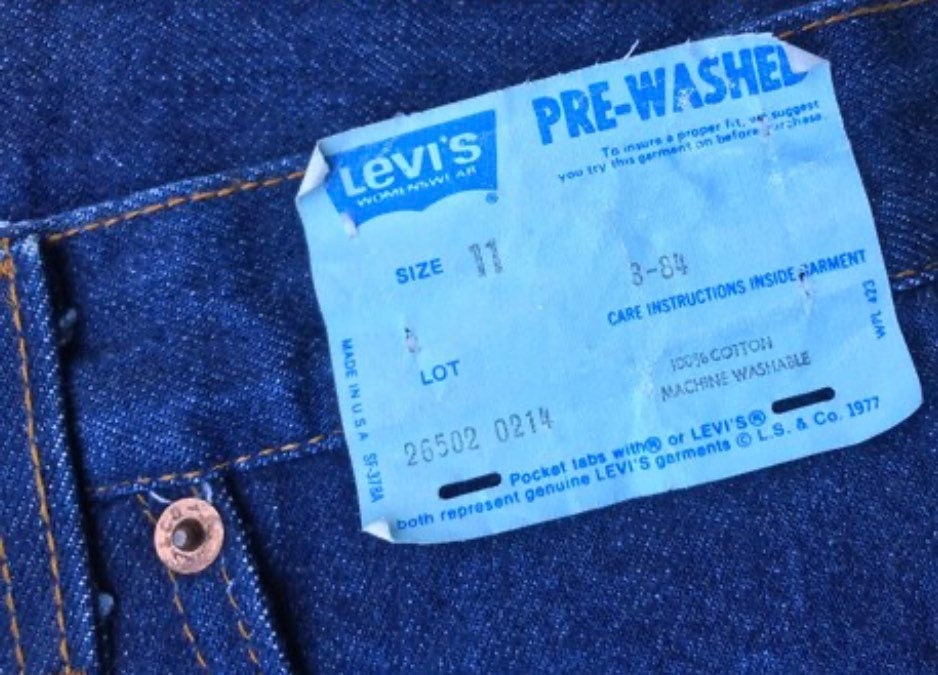 LEVI'S
WOMENSWEAR
®
PRE-WASHED
To insure a proper fit, we suggest
you try this garment on before purchase.
SIZE 11
3-84
CARE INSTRUCTIONS INSIDE GARMENT
WPL 423
LOT
100% COTTON
MACHINE WASHABLE
26502 0214
MADE IN U S A SF-378A
Pocket tabs with® or LEVI'S®
both represent genuine LEVI'S garments © L.S. & Co. 1977